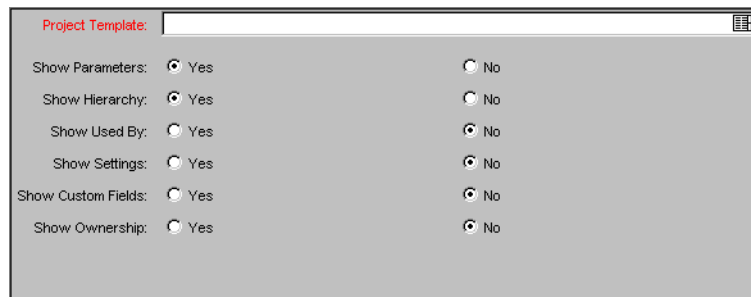 Project Template:
Show Parameters: Yes No
Show Hierarchy: Yes No
Show Used By: Yes No
Show Settings: Yes No
Show Custom Fields: Yes No
Show Ownership: Yes No